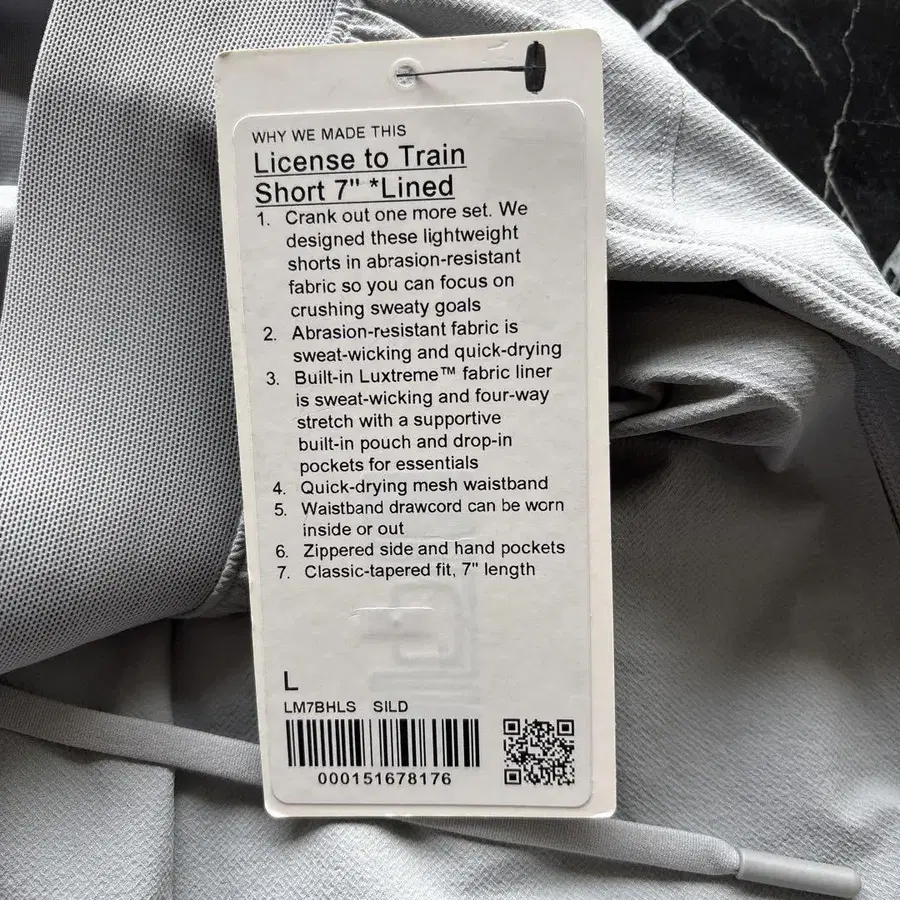 WHY WE MADE THIS
License to Train
Short 7" *Lined
1. Crank out one more set. We
designed these lightweight
shorts in abrasion-resistant
fabric so you can focus on
crushing sweaty goals
2. Abrasion-resistant fabric is
sweat-wicking and quick-drying
3. Built-in Luxtreme™ fabric liner
is sweat-wicking and four-way
stretch with a supportive
built-in pouch and drop-in
pockets for essentials
4. Quick-drying mesh waistband
5. Waistband drawcord can be worn
inside or out
6. Zippered side and hand pockets
7. Classic-tapered fit, 7" length
L
LM7BHLS SILD
000151678176